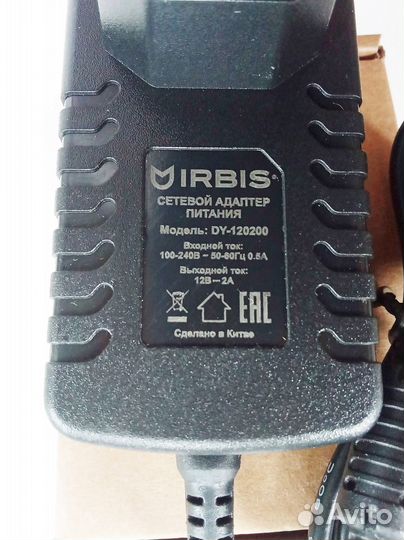 IRBIS®
СЕТЕВОЙ АДАПТЕР
ПИТАНИЯ
Модель: DY-120200
Входной ток:
100-240В ~ 50-60Гц 0.5А
Выходной ток:
12В⎓2А
EAC
Сделано в Китае
Avito